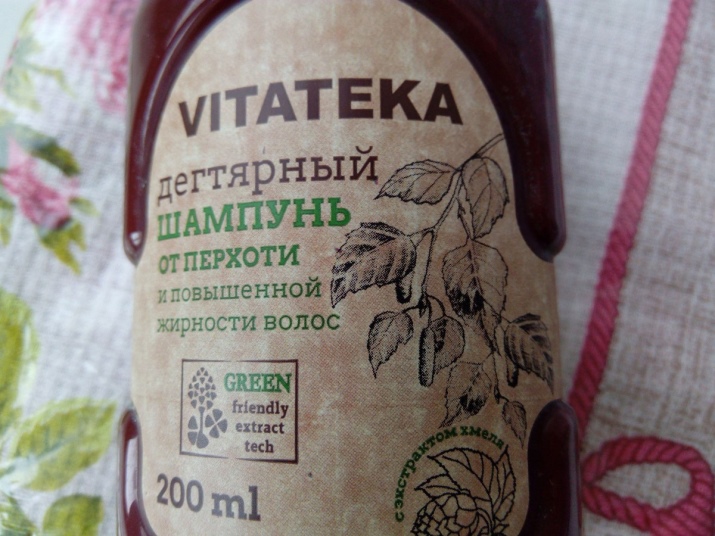 VITATEKA
дегтярный
ШАМПУНЬ
ОТ ПЕРХОТИ
и повышенной
жирности волос
GREEN
friendly
extract
tech
200 ml
с экстрактом хмеля